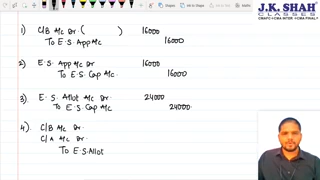 J.K. SHAH
CLASSES
1) C/B A/c Dr. ( ) 16000
To E.S. App A/c 16000
2) E.S. App A/c Dr 16000
To E.S. Cap A/c 16000
3) E.S. Allot A/c Dr 24000
To E.S. Cap A/c 24000
4). C/B A/c Dr.
C/A A/c Dr.
To E.S. Allot